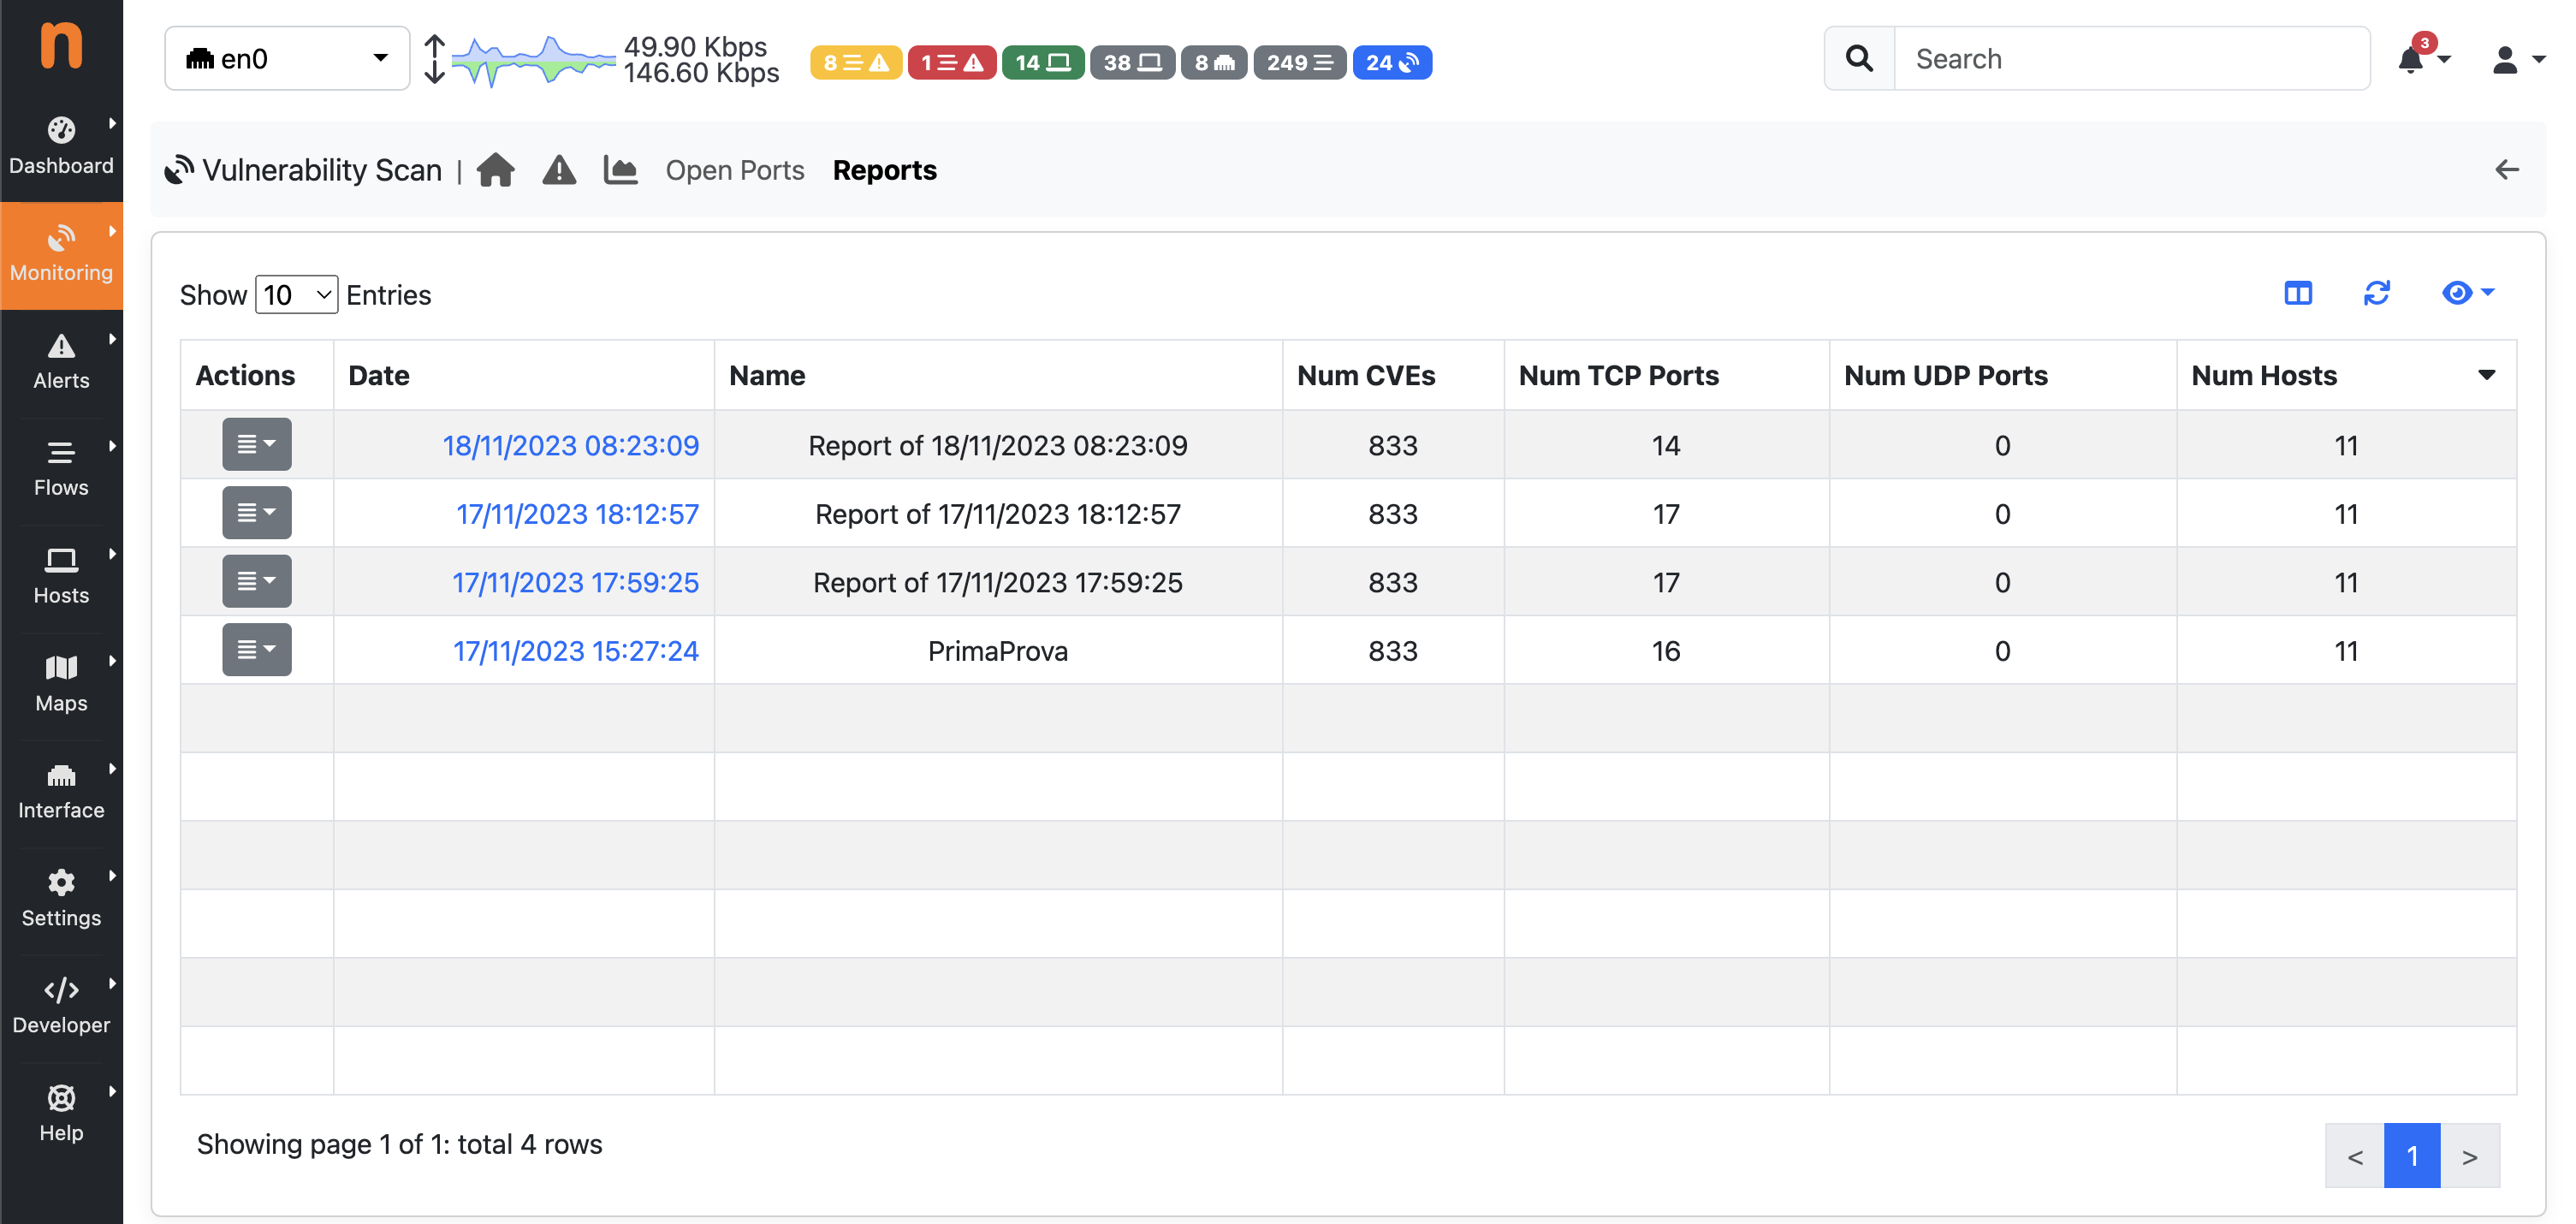 n
en0
49.90 Kbps
146.60 Kbps
8
1
14
38
8
249
24
Search
3
Dashboard
Monitoring
Alerts
Flows
Hosts
Maps
Interface
Settings
Developer
Help
Vulnerability Scan | Open Ports Reports
Show 10 Entries
Actions Date Name Num CVEs Num TCP Ports Num UDP Ports Num Hosts
18/11/2023 08:23:09 Report of 18/11/2023 08:23:09 833 14 0 11
17/11/2023 18:12:57 Report of 17/11/2023 18:12:57 833 17 0 11
17/11/2023 17:59:25 Report of 17/11/2023 17:59:25 833 17 0 11
17/11/2023 15:27:24 PrimaProva 833 16 0 11
Showing page 1 of 1: total 4 rows
< 1 >